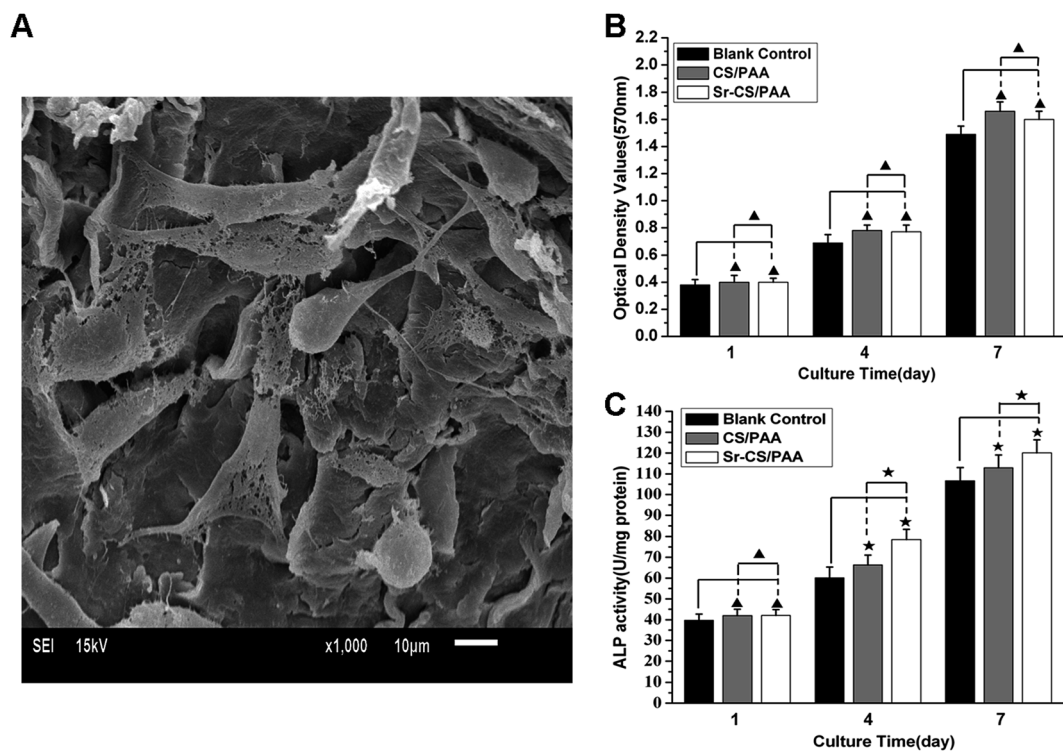 A
SEI 15kV x1,000 10μm
B
Blank Control
CS/PAA
Sr-CS/PAA
Optical Density Values(570nm)
2.2
2.0
1.8
1.6
1.4
1.2
1.0
0.8
0.6
0.4
0.2
0.0
1 4 7
Culture Time(day)
C
Blank Control
CS/PAA
Sr-CS/PAA
ALP activity(U/mg protein)
140
130
120
110
100
90
80
70
60
50
40
30
20
10
0
1 4 7
Culture Time(day)